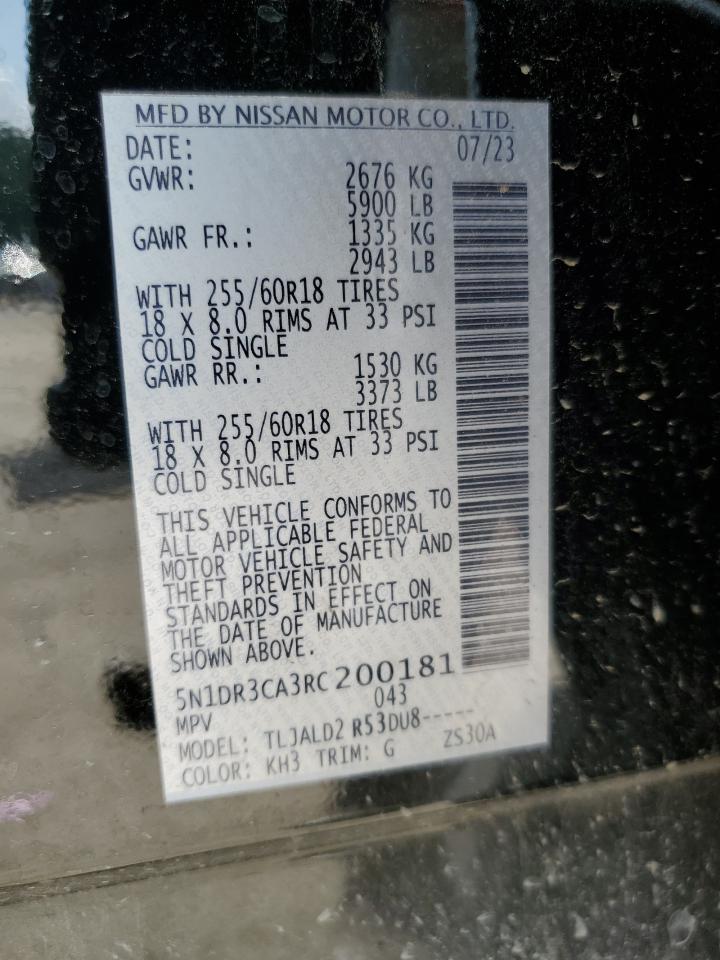 MFD BY NISSAN MOTOR CO., LTD.
DATE: 07/23
GVWR: 2676 KG
5900 LB
GAWR FR.: 1335 KG
2943 LB
WITH 255/60R18 TIRES
18 X 8.0 RIMS AT 33 PSI
COLD SINGLE
GAWR RR.: 1530 KG
3373 LB
WITH 255/60R18 TIRES
18 X 8.0 RIMS AT 33 PSI
COLD SINGLE
THIS VEHICLE CONFORMS TO
ALL APPLICABLE FEDERAL
MOTOR VEHICLE SAFETY AND
THEFT PREVENTION
STANDARDS IN EFFECT ON
THE DATE OF MANUFACTURE
SHOWN ABOVE.
5N1DR3CA3RC200181
MPV 043
MODEL: TLJALD2 R53DU8-----
COLOR: KH3 TRIM: G ZS30A